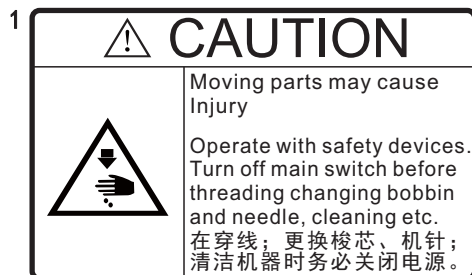 1
CAUTION
Moving parts may cause
Injury
Operate with safety devices.
Turn off main switch before
threading changing bobbin
and needle, cleaning etc.
在穿线；更换梭芯、机针；
清洁机器时务必关闭电源。